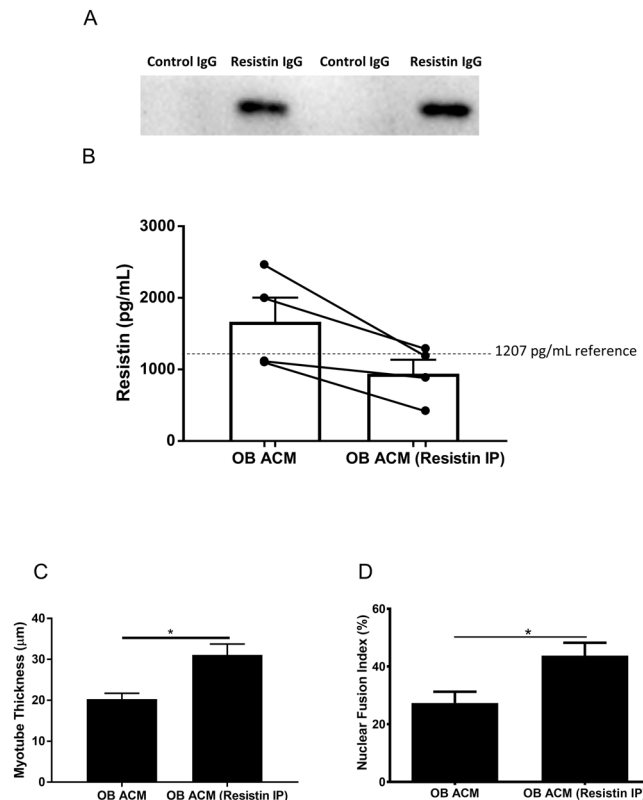 A
Control IgG Resistin IgG Control IgG Resistin IgG
B
Resistin (pg/mL)
3000
2000
1000
0
1207 pg/mL reference
OB ACM OB ACM (Resistin IP)
C
Myotube Thickness (μm)
40
30
20
10
0
*
OB ACM OB ACM (Resistin IP)
D
Nuclear Fusion Index (%)
60
40
20
0
*
OB ACM OB ACM (Resistin IP)